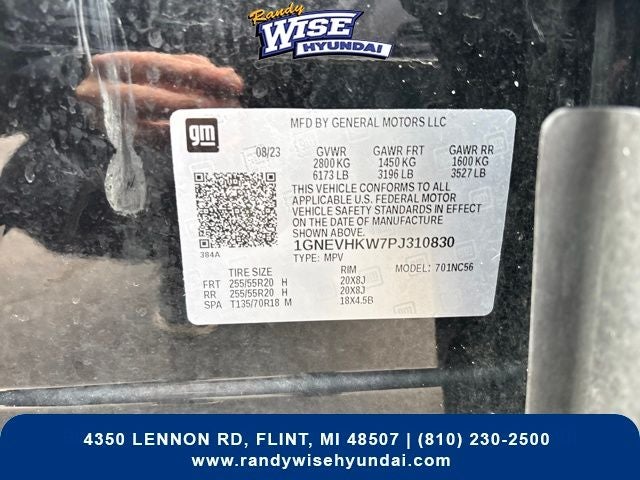 Randy
WISE
HYUNDAI
gm
MFD BY GENERAL MOTORS LLC
08/23 GVWR GAWR FRT GAWR RR
2800 KG 1450 KG 1600 KG
6173 LB 3196 LB 3527 LB
THIS VEHICLE CONFORMS TO ALL
APPLICABLE U.S. FEDERAL MOTOR
VEHICLE SAFETY STANDARDS IN EFFECT
ON THE DATE OF MANUFACTURE
SHOWN ABOVE.
384A
1GNEVHKW7PJ310830
TYPE: MPV MODEL: 701NC56
TIRE SIZE RIM
FRT 255/55R20 H 20X8J
RR 255/55R20 H 20X8J
SPA T135/70R18 M 18X4.5B
4350 LENNON RD, FLINT, MI 48507 | (810) 230-2500
www.randywisehyundai.com